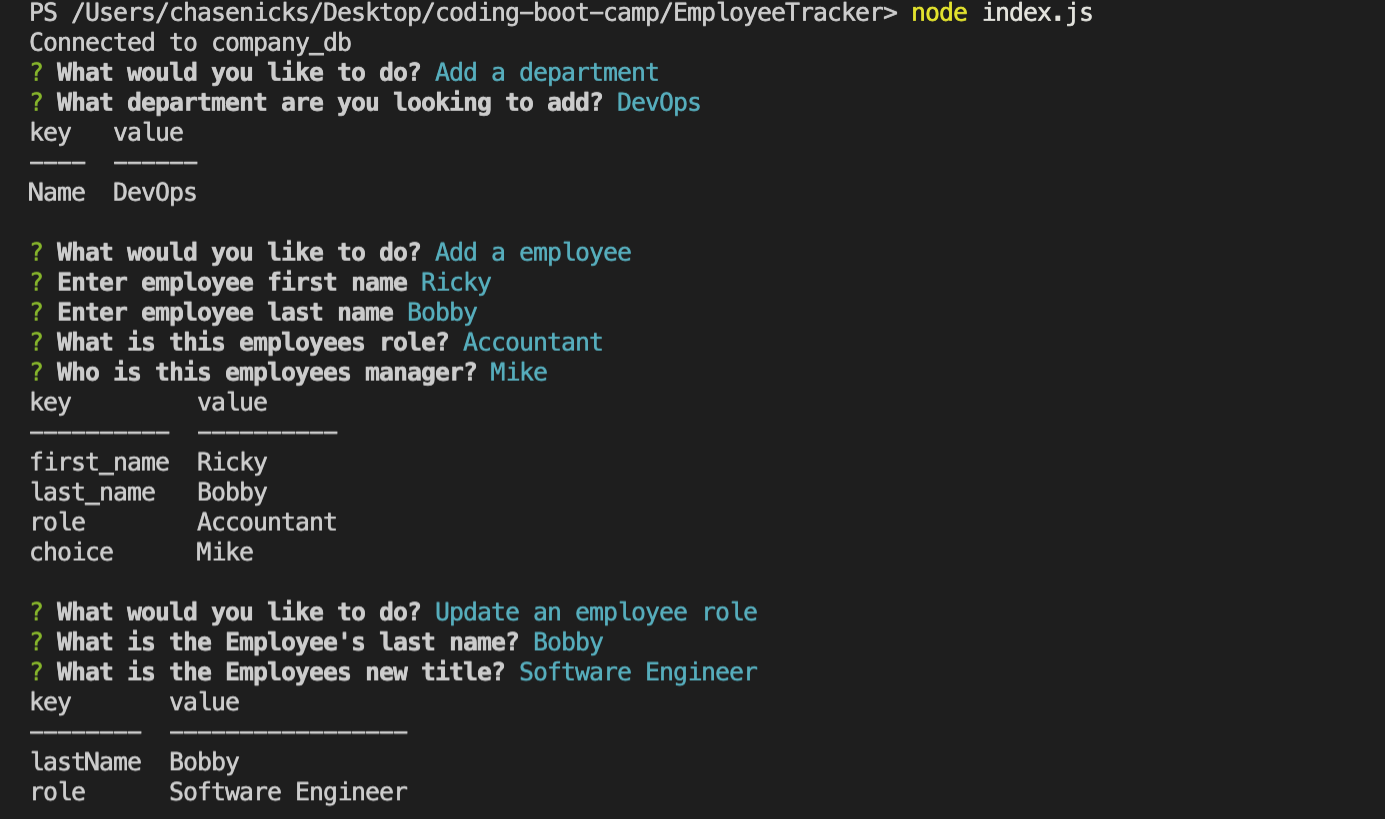 PS /Users/chasenicks/Desktop/coding-boot-camp/EmployeeTracker> node index.js
Connected to company_db
? What would you like to do? Add a department
? What department are you looking to add? DevOps
key   value
----  ------
Name  DevOps
? What would you like to do? Add a employee
? Enter employee first name Ricky
? Enter employee last name Bobby
? What is this employees role? Accountant
? Who is this employees manager? Mike
key         value
----------  ----------
first_name  Ricky
last_name   Bobby
role        Accountant
choice      Mike
? What would you like to do? Update an employee role
? What is the Employee's last name? Bobby
? What is the Employees new title? Software Engineer
key       value
--------  -----------------
lastName  Bobby
role      Software Engineer